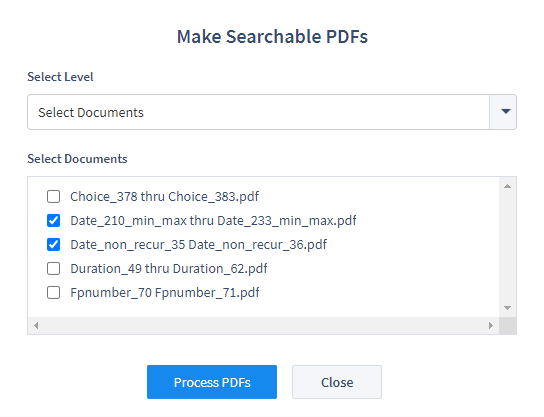 Make Searchable PDFs
Select Level
Select Documents
Select Documents
Choice_378 thru Choice_383.pdf
Date_210_min_max thru Date_233_min_max.pdf
Date_non_recur_35 Date_non_recur_36.pdf
Duration_49 thru Duration_62.pdf
Fpnumber_70 Fpnumber_71.pdf
Process PDFs Close